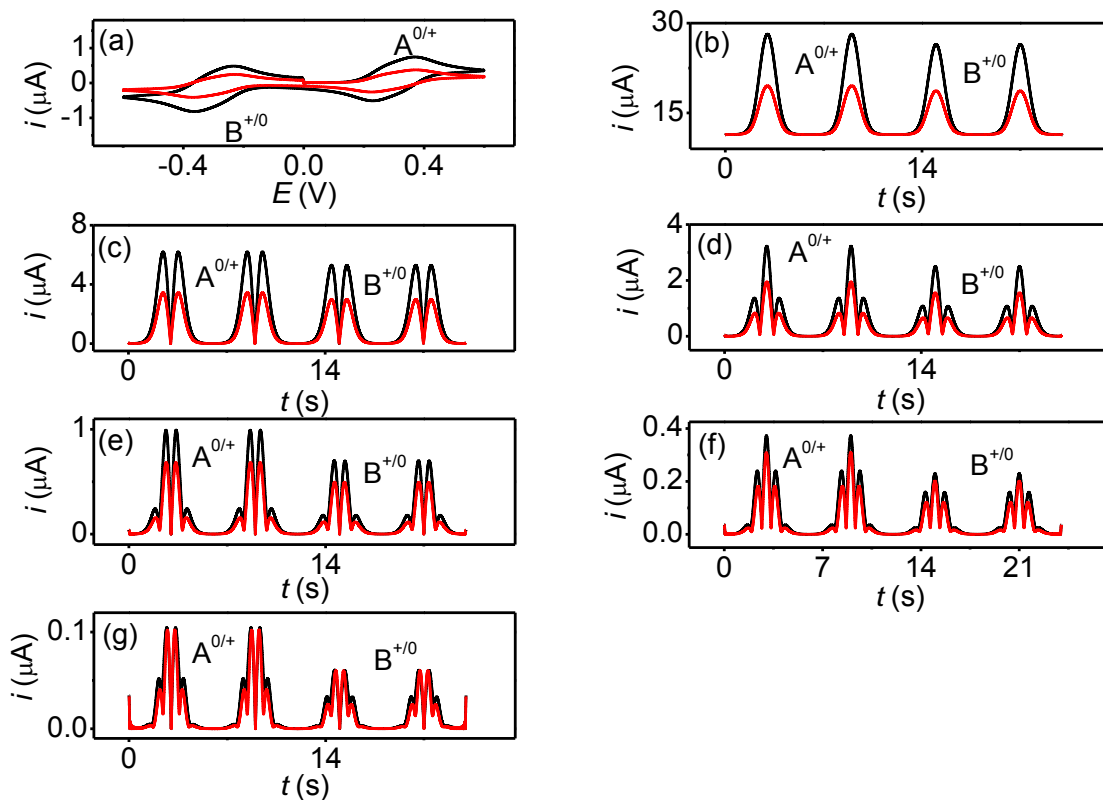 (a)
A0/+
B+/0
i (µA)
1
0
-1
-0.4
0.0
0.4
E (V)
(b)
A0/+
B+/0
i (µA)
30
15
0
14
t (s)
(c)
A0/+
B+/0
i (µA)
8
4
0
0
14
t (s)
(d)
A0/+
B+/0
i (µA)
4
2
0
0
14
t (s)
(e)
A0/+
B+/0
i (µA)
1
0
0
14
t (s)
(f)
A0/+
B+/0
i (µA)
0.4
0.2
0.0
0
7
14
21
t (s)
(g)
A0/+
B+/0
i (µA)
0.1
0.0
0
14
t (s)